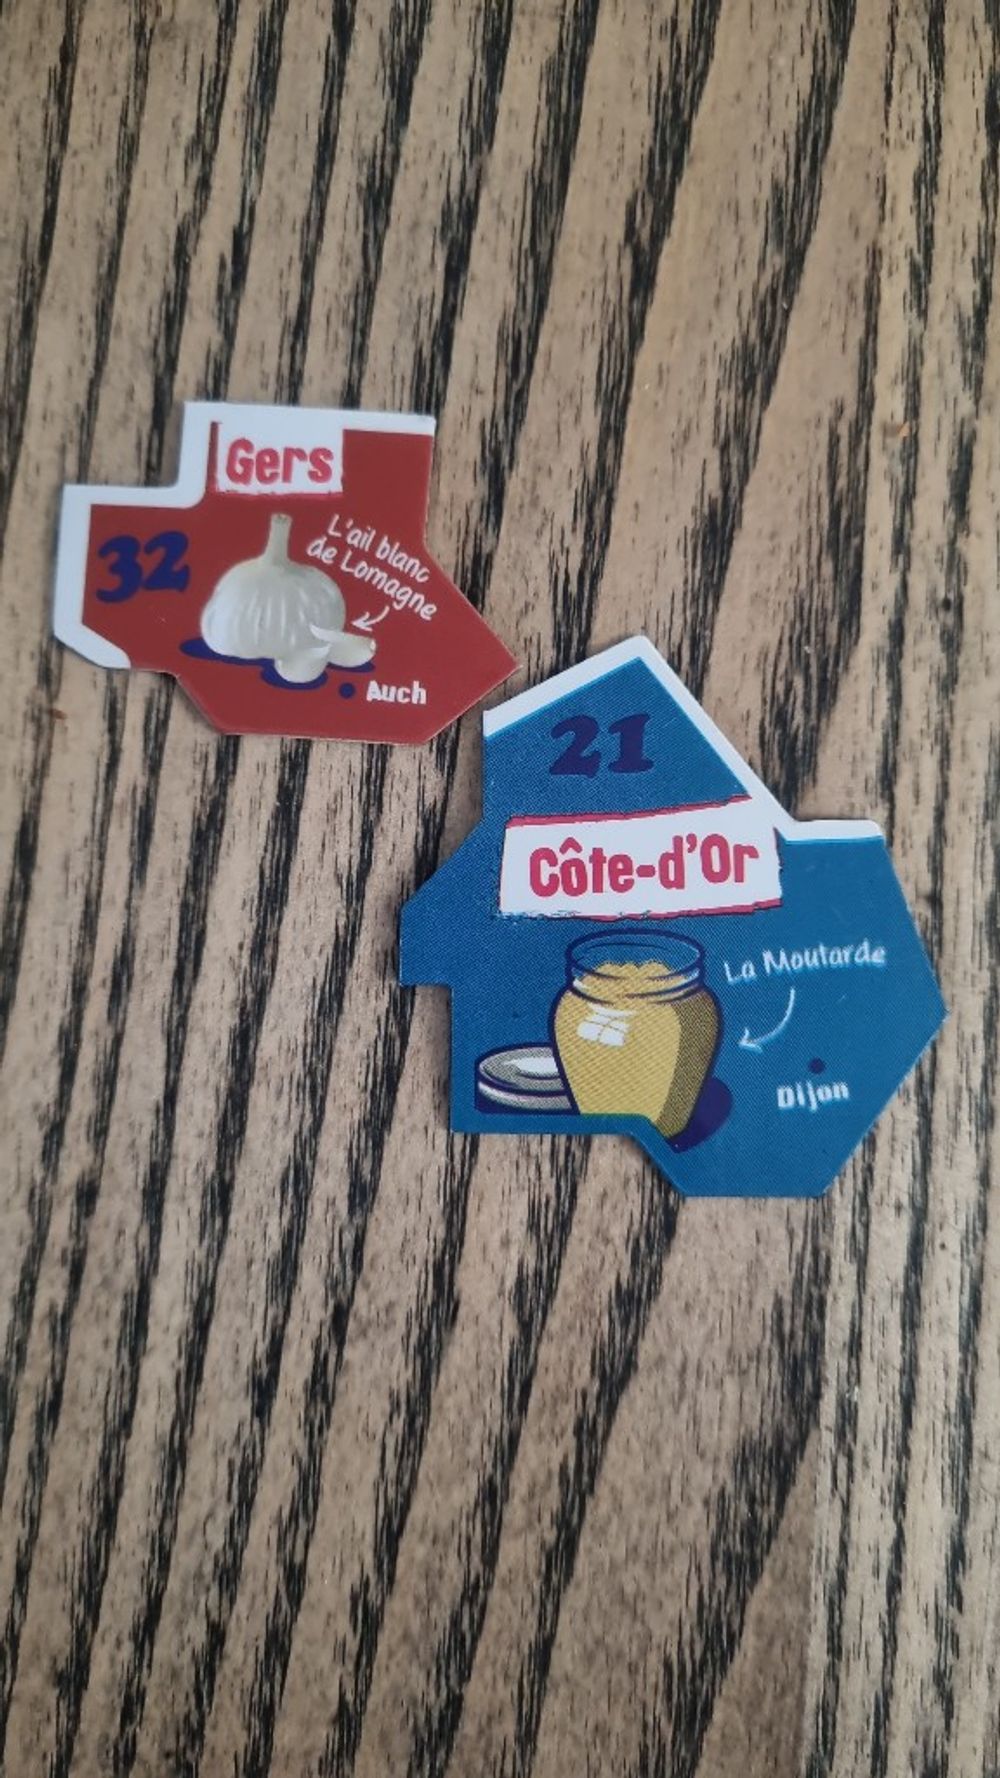 Gers
32
L'ail blanc
de Lomagne
Auch
21
Côte-d'Or
La Moutarde
Dijon